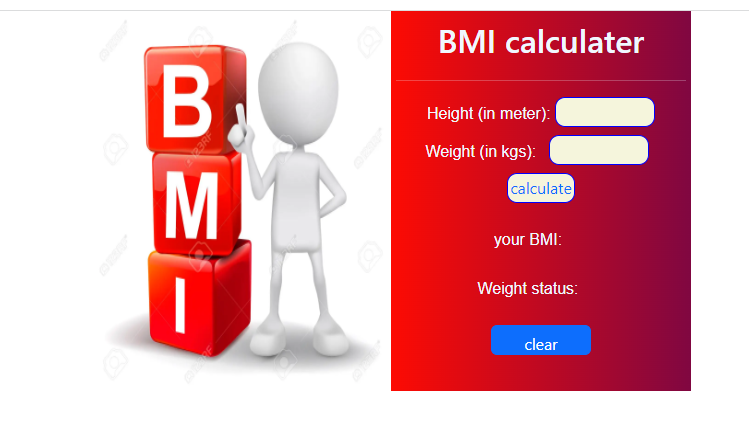 B
M
I
BMI calculater
Height (in meter):
Weight (in kgs):
calculate
your BMI:
Weight status:
clear